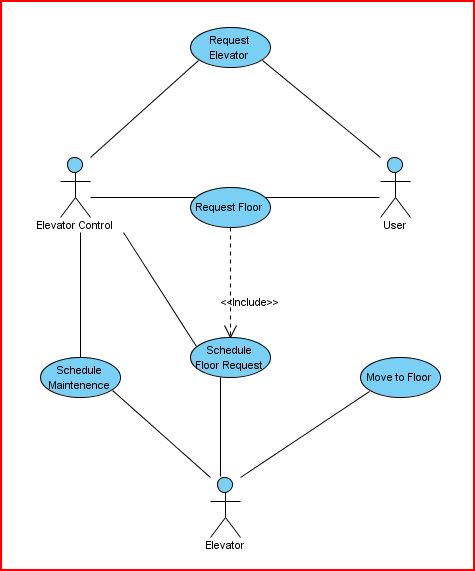 Request
Elevator
Request Floor
Elevator Control
User
<<Include>>
Schedule
Floor Request
Schedule
Maintenence
Move to Floor
Elevator